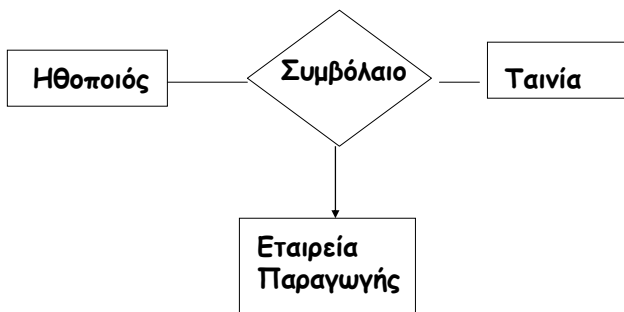 Ηθοποιός
Συμβόλαιο
Ταινία
Εταιρεία
Παραγωγής